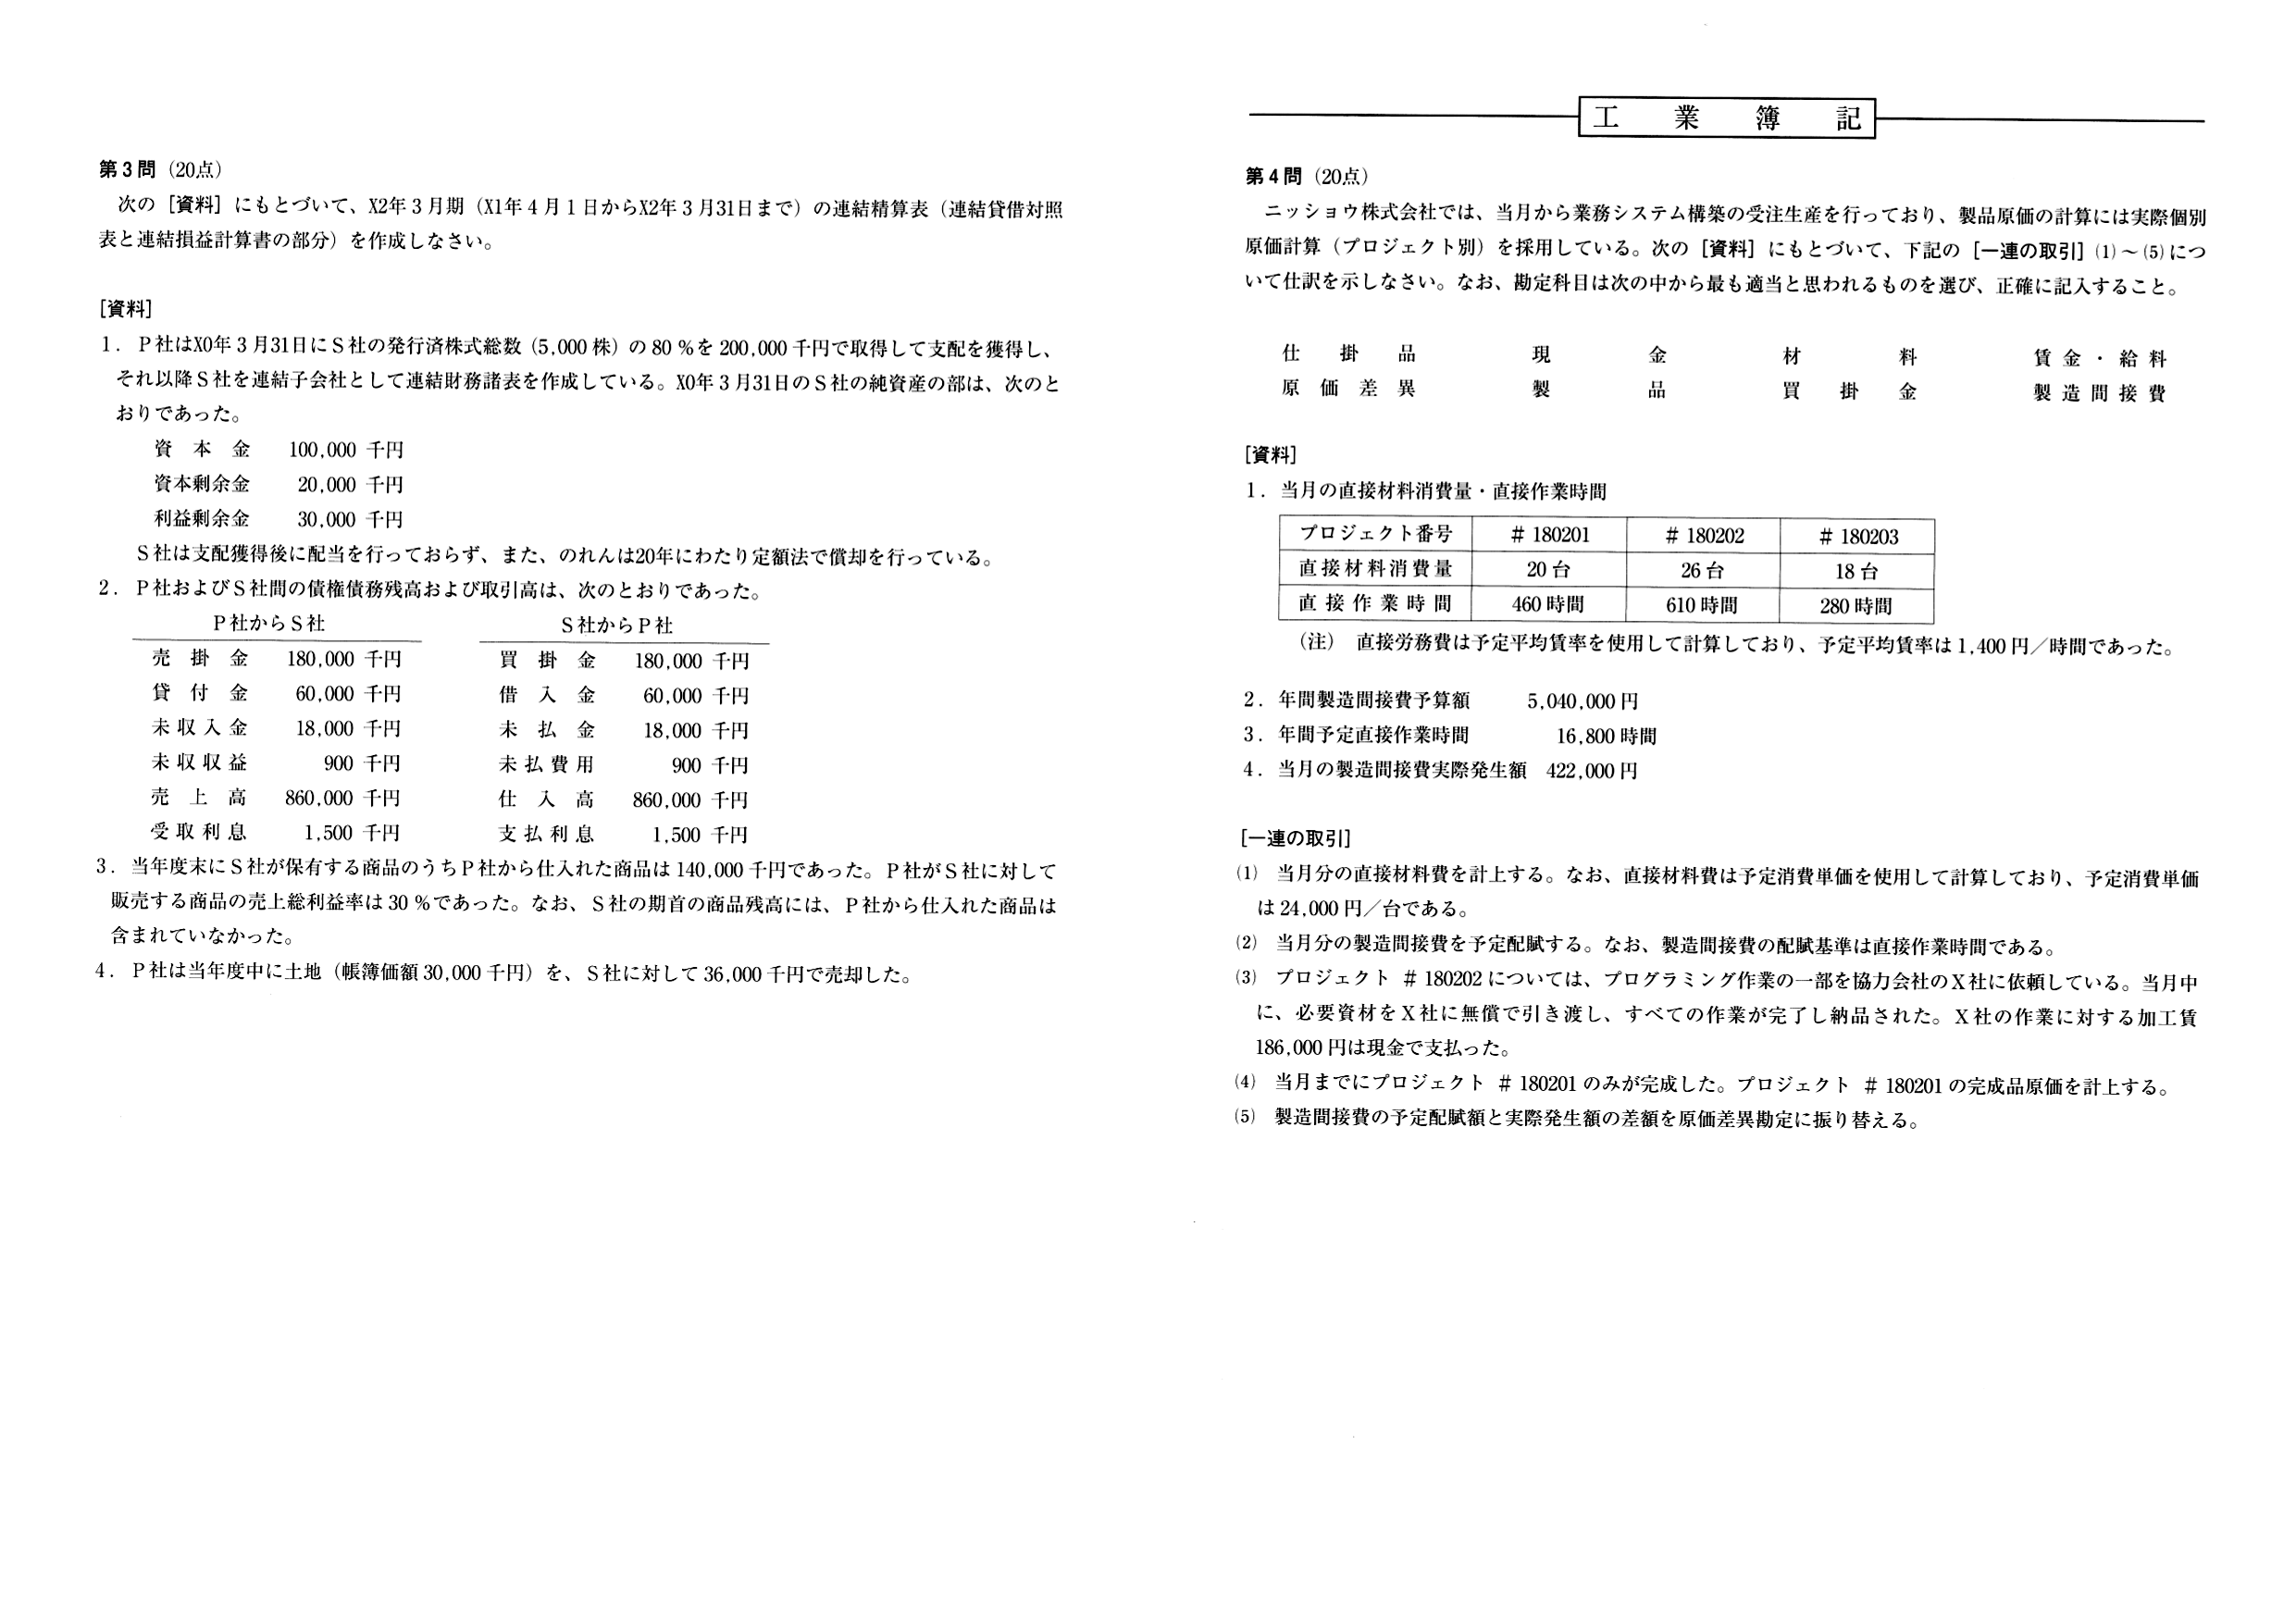 第3問（20点）
次の［資料］にもとづいて、X2年3月期（X1年4月1日からX2年3月31日まで）の連結精算表（連結貸借対照
表と連結損益計算書の部分）を作成しなさい。
［資料］
1．P社はX0年3月31日にS社の発行済株式総数（5,000株）の80％を200,000千円で取得して支配を獲得し、
それ以降S社を連結子会社として連結財務諸表を作成している。X0年3月31日のS社の純資産の部は、次のと
おりであった。
資本金 100,000 千円
資本剰余金 20,000 千円
利益剰余金 30,000 千円
S社は支配獲得後に配当を行っておらず、また、のれんは20年にわたり定額法で償却を行っている。
2．P社およびS社間の債権債務残高および取引高は、次のとおりであった。
P社からS社 S社からP社
売掛金 180,000 千円 買掛金 180,000 千円
貸付金 60,000 千円 借入金 60,000 千円
未収入金 18,000 千円 未払金 18,000 千円
未収収益 900 千円 未払費用 900 千円
売上高 860,000 千円 仕入高 860,000 千円
受取利息 1,500 千円 支払利息 1,500 千円
3．当年度末にS社が保有する商品のうちP社から仕入れた商品は140,000千円であった。P社がS社に対して
販売する商品の売上総利益率は30％であった。なお、S社の期首の商品残高には、P社から仕入れた商品は
含まれていなかった。
4．P社は当年度中に土地（帳簿価額30,000千円）を、S社に対して36,000千円で売却した。
工業簿記
第4問（20点）
ニッショウ株式会社では、当月から業務システム構築の受注生産を行っており、製品原価の計算には実際個別
原価計算（プロジェクト別）を採用している。次の［資料］にもとづいて、下記の［一連の取引］(1)～(5)につ
いて仕訳を示しなさい。なお、勘定科目は次の中から最も適当と思われるものを選び、正確に記入すること。
仕掛品 現金 材料 賃金・給料
原価差異 製品 買掛金 製造間接費
［資料］
1．当月の直接材料消費量・直接作業時間
プロジェクト番号 ＃180201 ＃180202 ＃180203
直接材料消費量 20台 26台 18台
直接作業時間 460時間 610時間 280時間
（注） 直接労務費は予定平均賃率を使用して計算しており、予定平均賃率は1,400円／時間であった。
2．年間製造間接費予算額 5,040,000円
3．年間予定直接作業時間 16,800時間
4．当月の製造間接費実際発生額 422,000円
［一連の取引］
(1) 当月分の直接材料費を計上する。なお、直接材料費は予定消費単価を使用して計算しており、予定消費単価
は24,000円／台である。
(2) 当月分の製造間接費を予定配賦する。なお、製造間接費の配賦基準は直接作業時間である。
(3) プロジェクト ＃180202については、プログラミング作業の一部を協力会社のX社に依頼している。当月中
に、必要資材をX社に無償で引き渡し、すべての作業が完了し納品された。X社の作業に対する加工賃
186,000円は現金で支払った。
(4) 当月までにプロジェクト ＃180201のみが完成した。プロジェクト ＃180201の完成品原価を計上する。
(5) 製造間接費の予定配賦額と実際発生額の差額を原価差異勘定に振り替える。